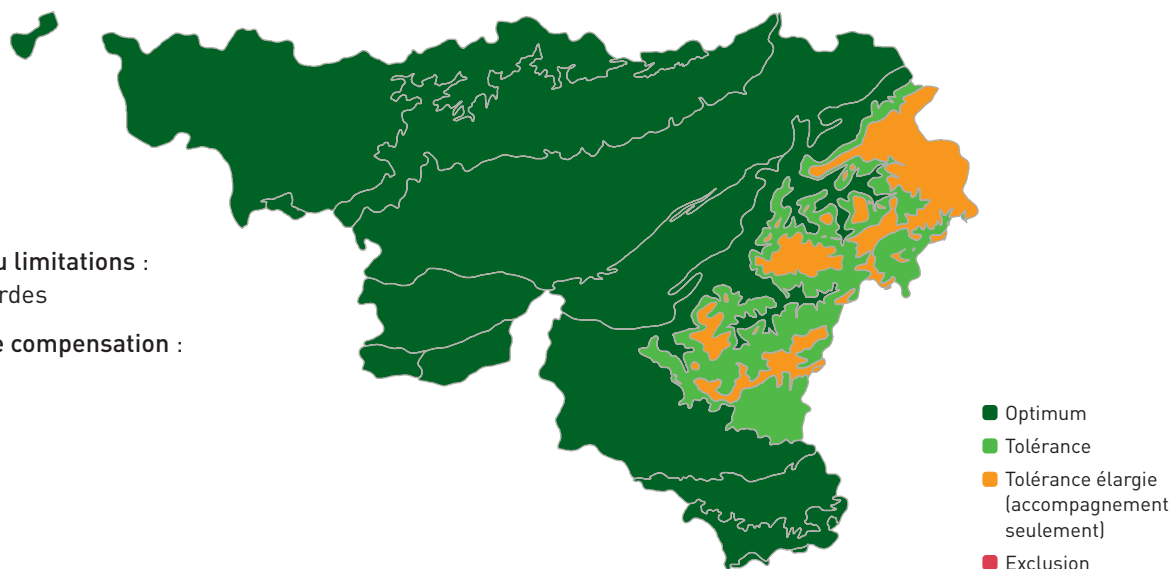 limitations :
rdes
compensation :
Optimum
Tolérance
Tolérance élargie
(accompagnement
seulement)
Exclusion